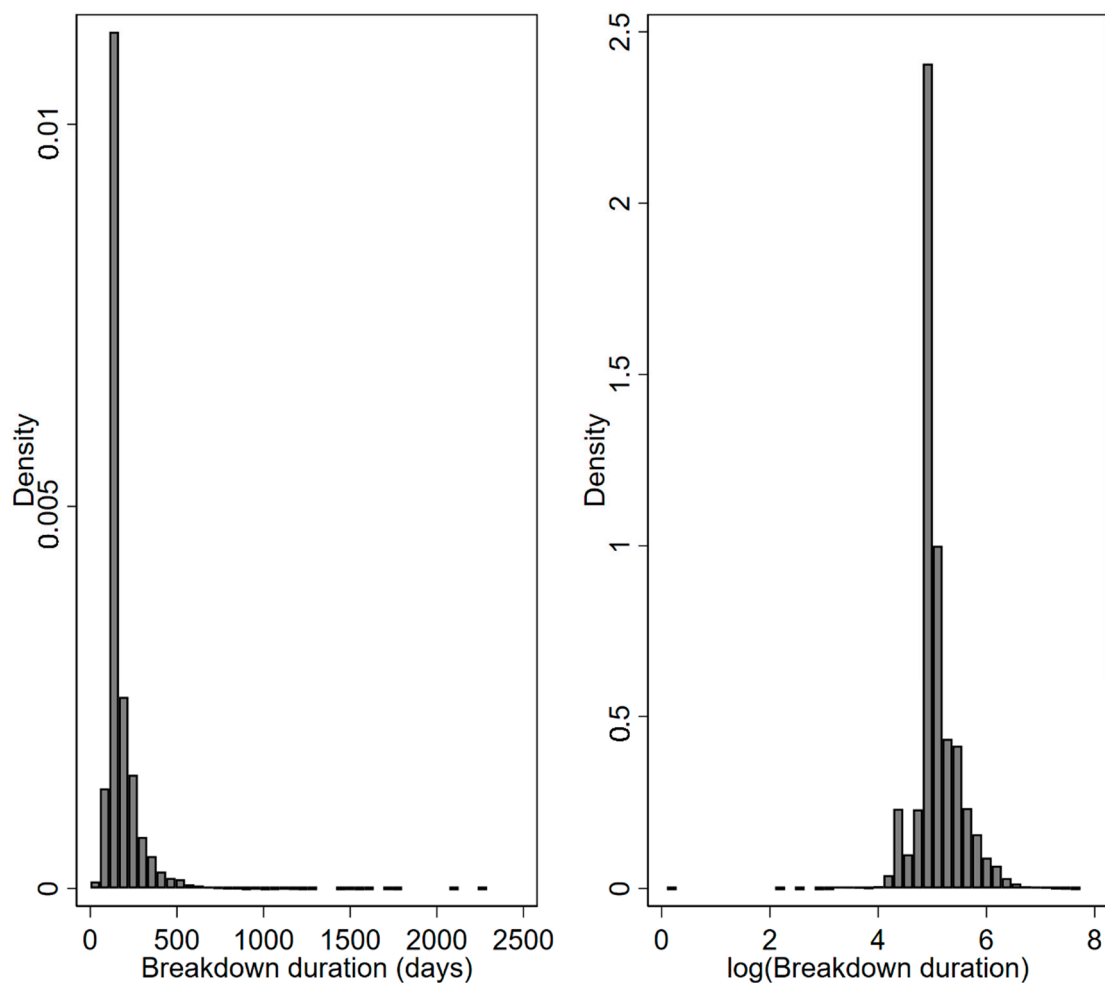 Density
0.01
0.005
0
0 500 1000 1500 2000 2500
Breakdown duration (days)
Density
2.5
2
1.5
1
0.5
0
0 2 4 6 8
log(Breakdown duration)